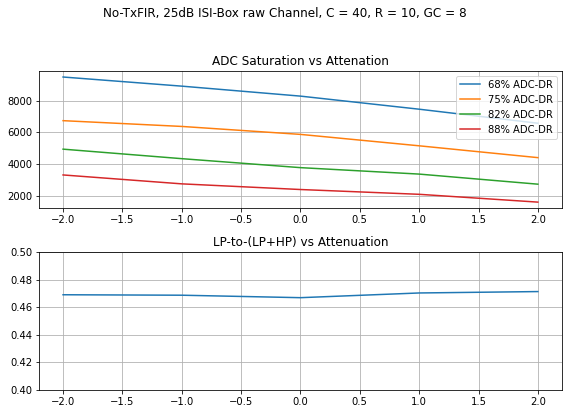 No-TxFIR, 25dB ISI-Box raw Channel, C = 40, R = 10, GC = 8
ADC Saturation vs Attenation
8000
6000
4000
2000
68% ADC-DR
75% ADC-DR
82% ADC-DR
88% ADC-DR
−2.0 −1.5 −1.0 −0.5 0.0 0.5 1.0 1.5 2.0
LP-to-(LP+HP) vs Attenuation
0.50
0.48
0.46
0.44
0.42
0.40
−2.0 −1.5 −1.0 −0.5 0.0 0.5 1.0 1.5 2.0